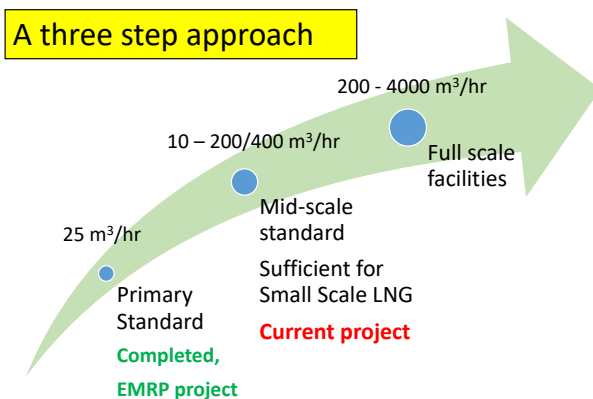 A three step approach
200 - 4000 m³/hr
10 – 200/400 m³/hr
Full scale
facilities
25 m³/hr
Mid-scale
standard
Sufficient for
Small Scale LNG
Current project
Primary
Standard
Completed,
EMRP project